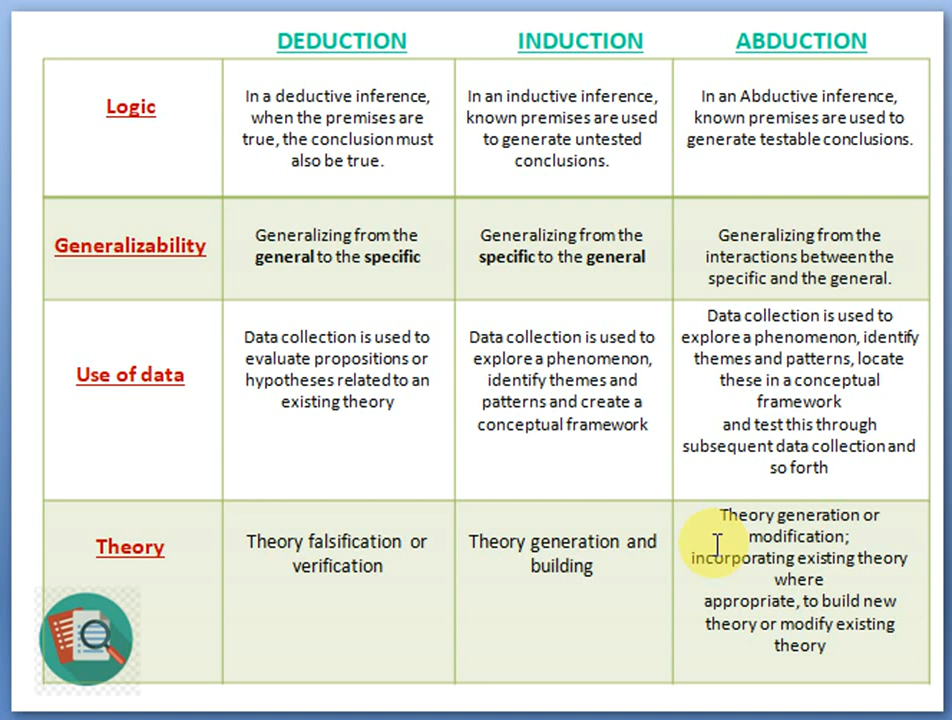 DEDUCTION
INDUCTION
ABDUCTION
Logic
In a deductive inference,
when the premises are
true, the conclusion must
also be true.
In an inductive inference,
known premises are used
to generate untested
conclusions.
In an Abductive inference,
known premises are used to
generate testable conclusions.
Generalizability
Generalizing from the
general to the specific
Generalizing from the
specific to the general
Generalizing from the
interactions between the
specific and the general.
Use of data
Data collection is used to
evaluate propositions or
hypotheses related to an
existing theory
Data collection is used to
explore a phenomenon,
identify themes and
patterns and create a
conceptual framework
Data collection is used to
explore a phenomenon, identify
themes and patterns, locate
these in a conceptual
framework
and test this through
subsequent data collection and
so forth
Theory
Theory falsification or
verification
Theory generation and
building
Theory generation or
modification;
incorporating existing theory
where
appropriate, to build new
theory or modify existing
theory